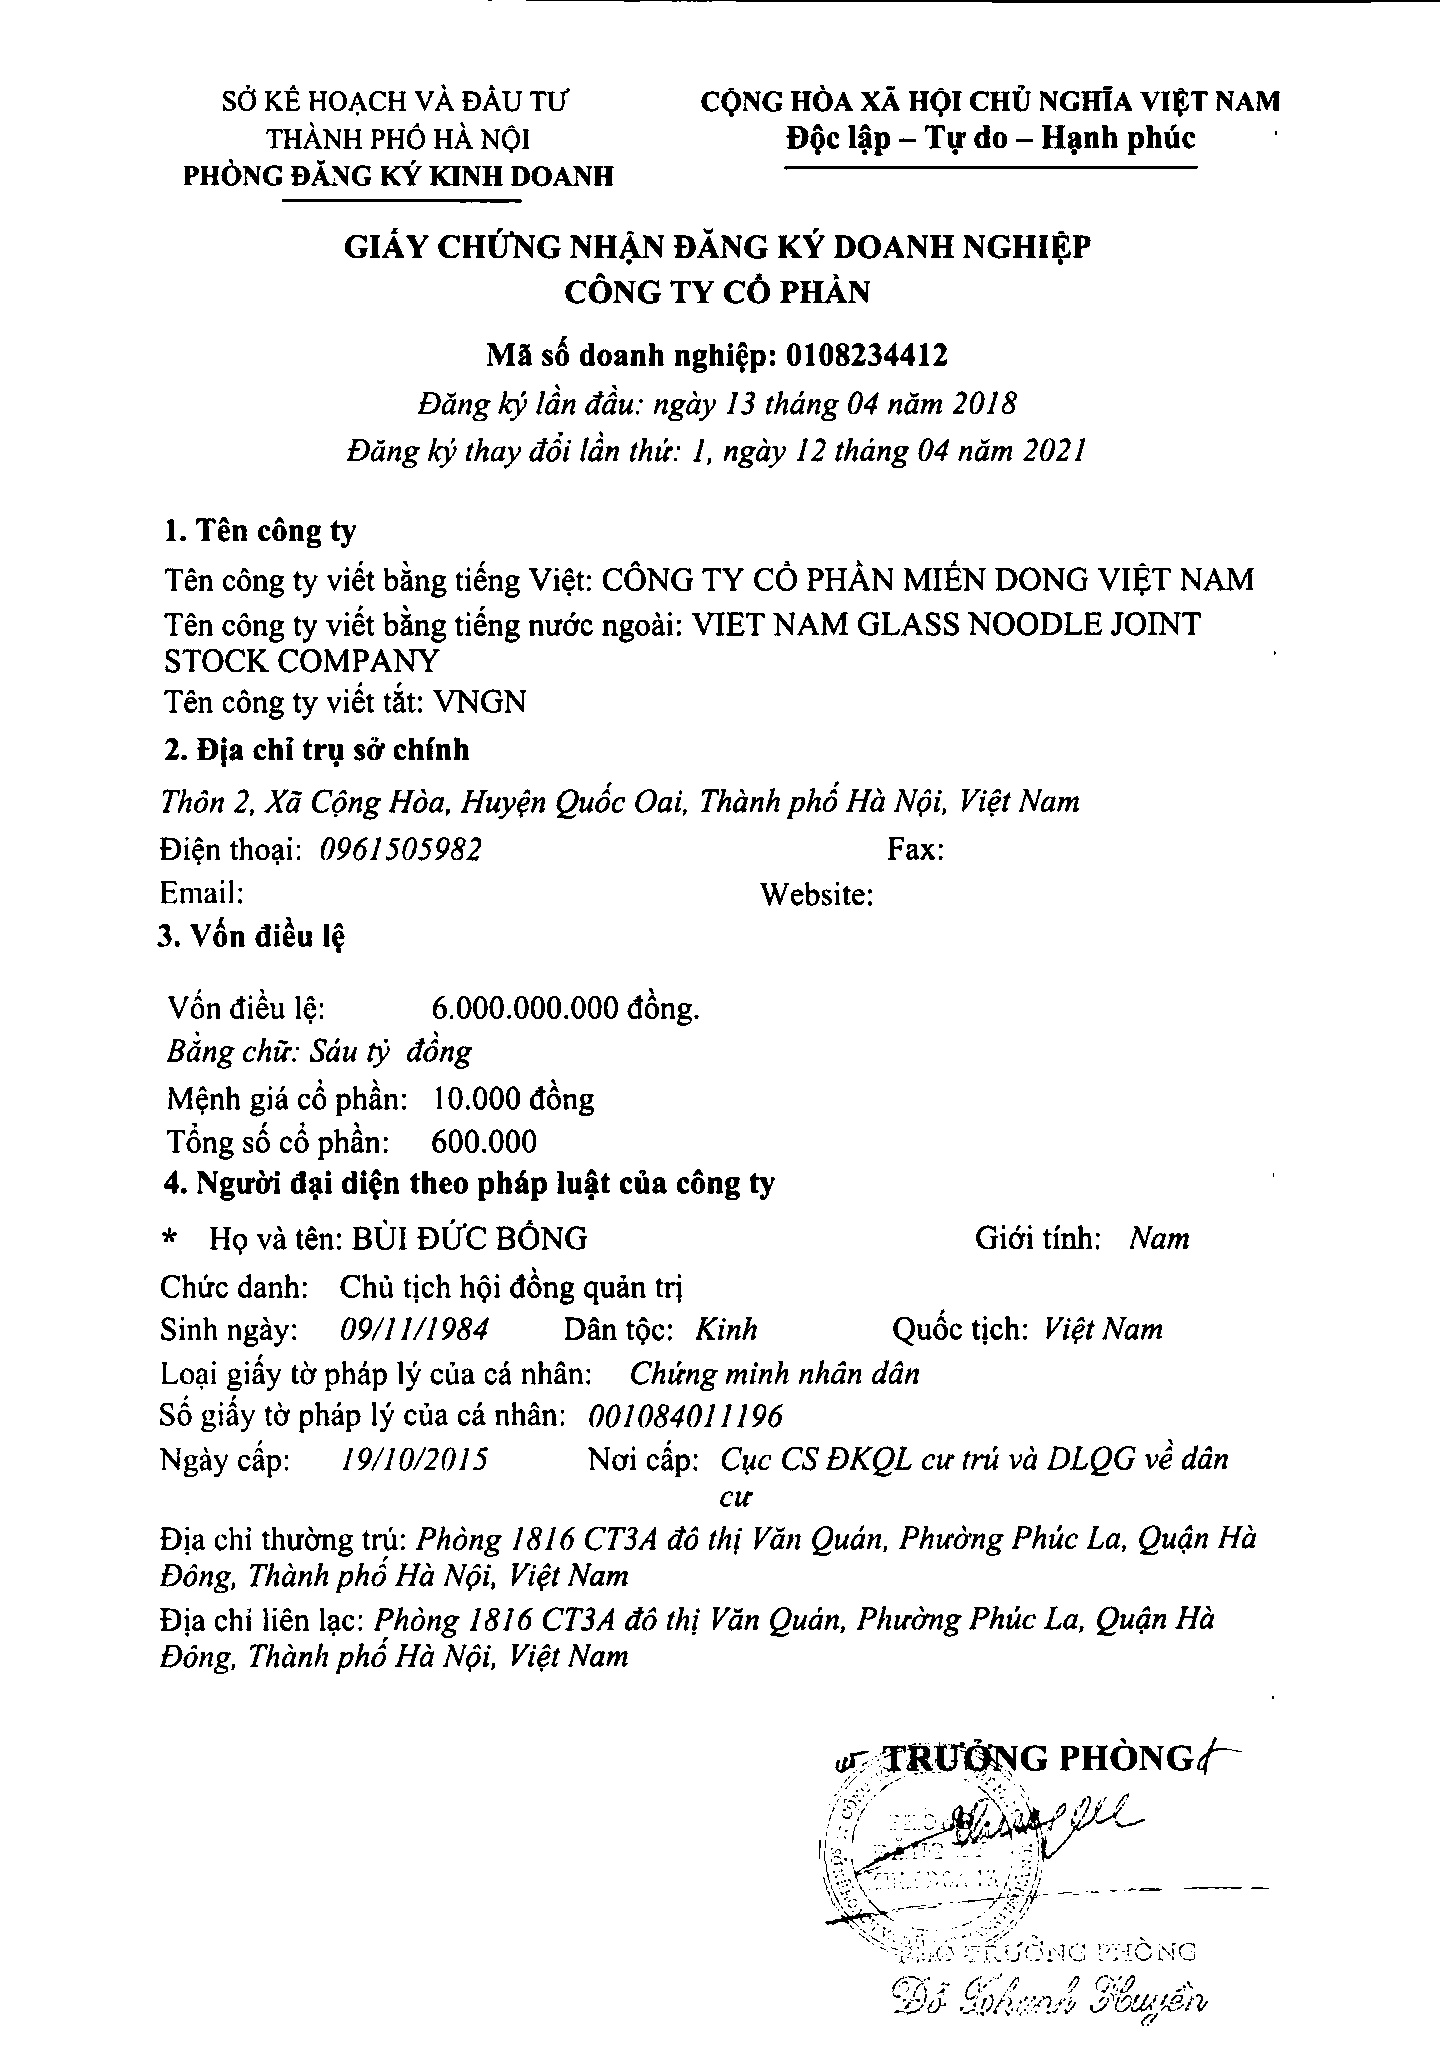 SỞ KẾ HOẠCH VÀ ĐẦU TƯ
THÀNH PHỐ HÀ NỘI
PHÒNG ĐĂNG KÝ KINH DOANH
CỘNG HÒA XÃ HỘI CHỦ NGHĨA VIỆT NAM
Độc lập – Tự do – Hạnh phúc
GIẤY CHỨNG NHẬN ĐĂNG KÝ DOANH NGHIỆP
CÔNG TY CỔ PHẦN
Mã số doanh nghiệp: 0108234412
Đăng ký lần đầu: ngày 13 tháng 04 năm 2018
Đăng ký thay đổi lần thứ: 1, ngày 12 tháng 04 năm 2021
1. Tên công ty
Tên công ty viết bằng tiếng Việt: CÔNG TY CỔ PHẦN MIẾN DONG VIỆT NAM
Tên công ty viết bằng tiếng nước ngoài: VIET NAM GLASS NOODLE JOINT
STOCK COMPANY
Tên công ty viết tắt: VNGN
2. Địa chỉ trụ sở chính
Thôn 2, Xã Cộng Hòa, Huyện Quốc Oai, Thành phố Hà Nội, Việt Nam
Điện thoại: 0961505982 Fax:
Email: Website:
3. Vốn điều lệ
Vốn điều lệ: 6.000.000.000 đồng.
Bằng chữ: Sáu tỷ đồng
Mệnh giá cổ phần: 10.000 đồng
Tổng số cổ phần: 600.000
4. Người đại diện theo pháp luật của công ty
* Họ và tên: BÙI ĐỨC BỔNG Giới tính: Nam
Chức danh: Chủ tịch hội đồng quản trị
Sinh ngày: 09/11/1984 Dân tộc: Kinh Quốc tịch: Việt Nam
Loại giấy tờ pháp lý của cá nhân: Chứng minh nhân dân
Số giấy tờ pháp lý của cá nhân: 001084011196
Ngày cấp: 19/10/2015 Nơi cấp: Cục CS ĐKQL cư trú và DLQG về dân
cư
Địa chỉ thường trú: Phòng 1816 CT3A đô thị Văn Quán, Phường Phúc La, Quận Hà
Đông, Thành phố Hà Nội, Việt Nam
Địa chỉ liên lạc: Phòng 1816 CT3A đô thị Văn Quán, Phường Phúc La, Quận Hà
Đông, Thành phố Hà Nội, Việt Nam
TRƯỞNG PHÒNG
PHÓ TRƯỞNG PHÒNG
Đỗ Thanh Huyền